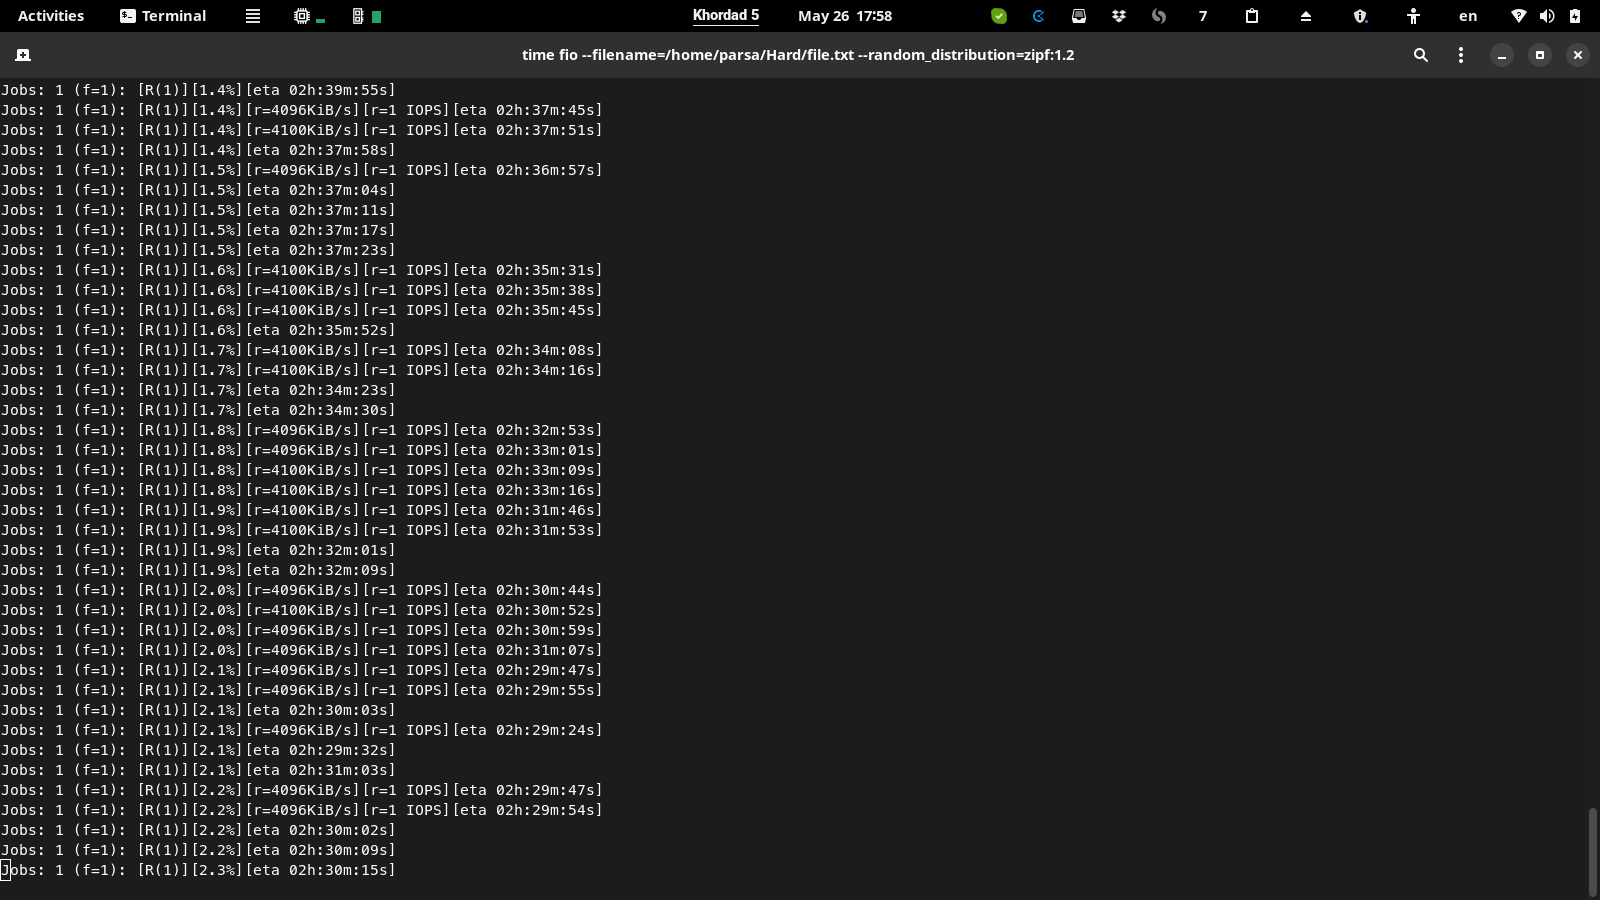 Activities Terminal Khordad 5 May 26 17:58 7 en
time fio --filename=/home/parsa/Hard/file.txt --random_distribution=zipf:1.2
Jobs: 1 (f=1): [R(1)][1.4%][eta 02h:39m:55s]
Jobs: 1 (f=1): [R(1)][1.4%][r=4096KiB/s][r=1 IOPS][eta 02h:37m:45s]
Jobs: 1 (f=1): [R(1)][1.4%][r=4100KiB/s][r=1 IOPS][eta 02h:37m:51s]
Jobs: 1 (f=1): [R(1)][1.4%][eta 02h:37m:58s]
Jobs: 1 (f=1): [R(1)][1.5%][r=4096KiB/s][r=1 IOPS][eta 02h:36m:57s]
Jobs: 1 (f=1): [R(1)][1.5%][eta 02h:37m:04s]
Jobs: 1 (f=1): [R(1)][1.5%][eta 02h:37m:11s]
Jobs: 1 (f=1): [R(1)][1.5%][eta 02h:37m:17s]
Jobs: 1 (f=1): [R(1)][1.5%][eta 02h:37m:23s]
Jobs: 1 (f=1): [R(1)][1.6%][r=4100KiB/s][r=1 IOPS][eta 02h:35m:31s]
Jobs: 1 (f=1): [R(1)][1.6%][r=4100KiB/s][r=1 IOPS][eta 02h:35m:38s]
Jobs: 1 (f=1): [R(1)][1.6%][r=4100KiB/s][r=1 IOPS][eta 02h:35m:45s]
Jobs: 1 (f=1): [R(1)][1.6%][eta 02h:35m:52s]
Jobs: 1 (f=1): [R(1)][1.7%][r=4100KiB/s][r=1 IOPS][eta 02h:34m:08s]
Jobs: 1 (f=1): [R(1)][1.7%][r=4100KiB/s][r=1 IOPS][eta 02h:34m:16s]
Jobs: 1 (f=1): [R(1)][1.7%][eta 02h:34m:23s]
Jobs: 1 (f=1): [R(1)][1.7%][eta 02h:34m:30s]
Jobs: 1 (f=1): [R(1)][1.8%][r=4096KiB/s][r=1 IOPS][eta 02h:32m:53s]
Jobs: 1 (f=1): [R(1)][1.8%][r=4096KiB/s][r=1 IOPS][eta 02h:33m:01s]
Jobs: 1 (f=1): [R(1)][1.8%][r=4100KiB/s][r=1 IOPS][eta 02h:33m:09s]
Jobs: 1 (f=1): [R(1)][1.8%][r=4100KiB/s][r=1 IOPS][eta 02h:33m:16s]
Jobs: 1 (f=1): [R(1)][1.9%][r=4100KiB/s][r=1 IOPS][eta 02h:31m:46s]
Jobs: 1 (f=1): [R(1)][1.9%][r=4100KiB/s][r=1 IOPS][eta 02h:31m:53s]
Jobs: 1 (f=1): [R(1)][1.9%][eta 02h:32m:01s]
Jobs: 1 (f=1): [R(1)][1.9%][eta 02h:32m:09s]
Jobs: 1 (f=1): [R(1)][2.0%][r=4096KiB/s][r=1 IOPS][eta 02h:30m:44s]
Jobs: 1 (f=1): [R(1)][2.0%][r=4100KiB/s][r=1 IOPS][eta 02h:30m:52s]
Jobs: 1 (f=1): [R(1)][2.0%][r=4096KiB/s][r=1 IOPS][eta 02h:30m:59s]
Jobs: 1 (f=1): [R(1)][2.0%][r=4096KiB/s][r=1 IOPS][eta 02h:31m:07s]
Jobs: 1 (f=1): [R(1)][2.1%][r=4096KiB/s][r=1 IOPS][eta 02h:29m:47s]
Jobs: 1 (f=1): [R(1)][2.1%][r=4096KiB/s][r=1 IOPS][eta 02h:29m:55s]
Jobs: 1 (f=1): [R(1)][2.1%][eta 02h:30m:03s]
Jobs: 1 (f=1): [R(1)][2.1%][r=4096KiB/s][r=1 IOPS][eta 02h:29m:24s]
Jobs: 1 (f=1): [R(1)][2.1%][eta 02h:29m:32s]
Jobs: 1 (f=1): [R(1)][2.1%][eta 02h:31m:03s]
Jobs: 1 (f=1): [R(1)][2.2%][r=4096KiB/s][r=1 IOPS][eta 02h:29m:47s]
Jobs: 1 (f=1): [R(1)][2.2%][r=4096KiB/s][r=1 IOPS][eta 02h:29m:54s]
Jobs: 1 (f=1): [R(1)][2.2%][eta 02h:30m:02s]
Jobs: 1 (f=1): [R(1)][2.2%][eta 02h:30m:09s]
Jobs: 1 (f=1): [R(1)][2.3%][eta 02h:30m:15s]